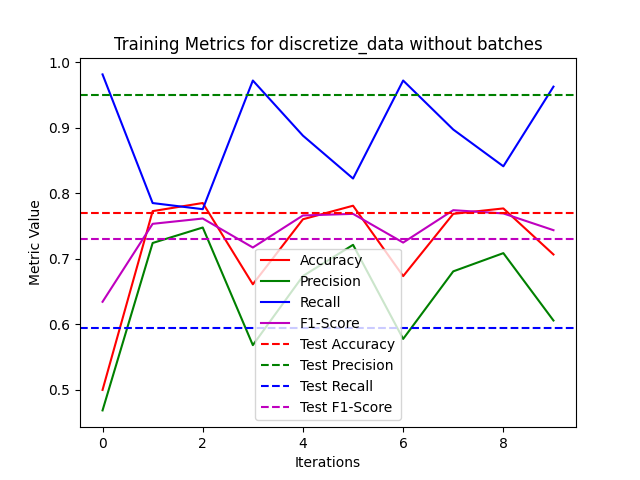 Training Metrics for discretize_data without batches
1.0
0.9
0.8
0.7
0.6
0.5
Metric Value
Accuracy
Precision
Recall
F1-Score
Test Accuracy
Test Precision
Test Recall
Test F1-Score
0 2 4 6 8
Iterations